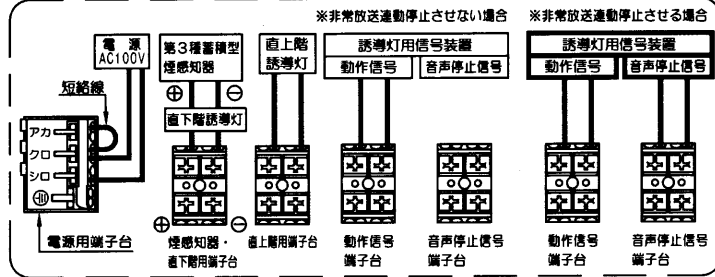 ※非常放送連動停止させない場合
※非常放送連動停止させる場合
電源
AC100V
第3種蓄積型
煙感知器
直上階
誘導灯
誘導灯用信号装置
動作信号
音声停止信号
誘導灯用信号装置
動作信号
音声停止信号
短絡線
⊕
⊖
直下階誘導灯
アカ
クロ
シロ
⊕
⊖
電源用端子台
煙感知器・
直下階用端子台
直上階用端子台
動作信号
端子台
音声停止信号
端子台
動作信号
端子台
音声停止信号
端子台